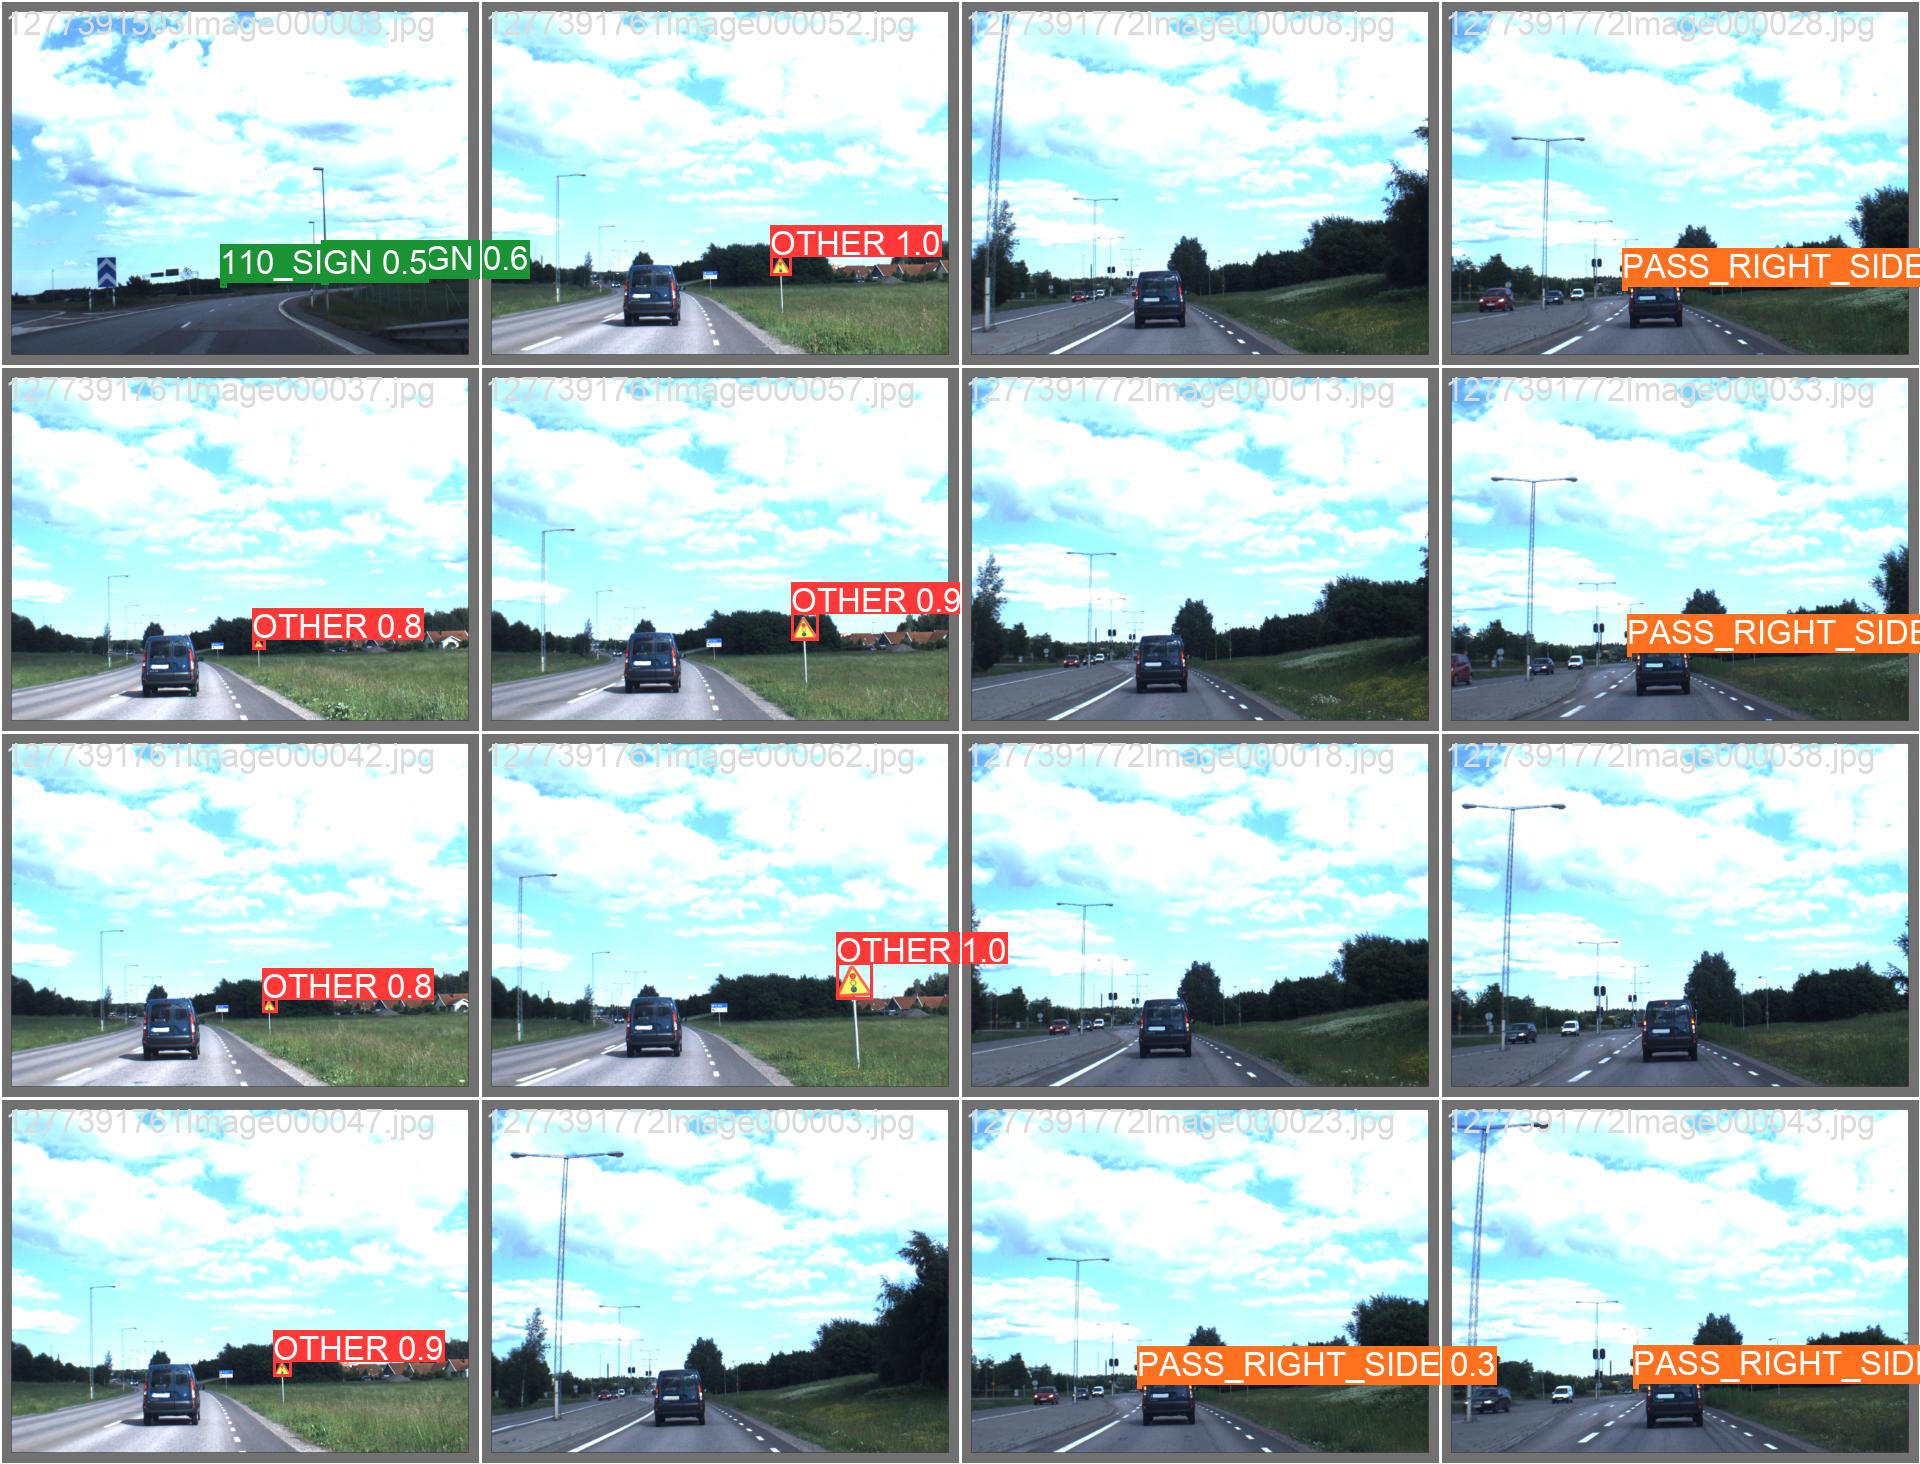 1277391503Image000003.jpg
1277391761Image000052.jpg
1277391772Image000008.jpg
1277391772Image000028.jpg
110_SIGN 0.5
GN 0.6
OTHER 1.0
PASS_RIGHT_SIDE
1277391761Image000037.jpg
1277391761Image000057.jpg
1277391772Image000013.jpg
1277391772Image000033.jpg
OTHER 0.8
OTHER 0.9
PASS_RIGHT_SIDE
1277391761Image000042.jpg
1277391761Image000062.jpg
1277391772Image000018.jpg
1277391772Image000038.jpg
OTHER 0.8
OTHER 1.0
1277391761Image000047.jpg
1277391772Image000003.jpg
1277391772Image000023.jpg
1277391772Image000043.jpg
OTHER 0.9
PASS_RIGHT_SIDE 0.3
PASS_RIGHT_SID